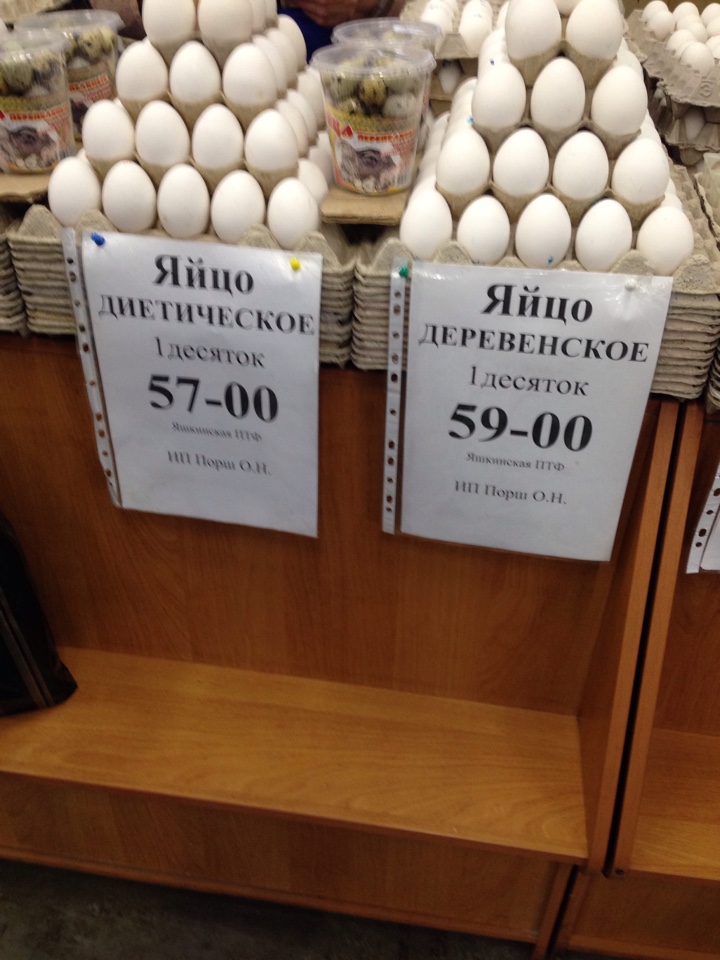 Яйцо
ДИЕТИЧЕСКОЕ
1десяток
57-00
Яшкинская ПТФ
ИП Порш О.Н.
Яйцо
ДЕРЕВЕНСКОЕ
1десяток
59-00
Яшкинская ПТФ
ИП Порш О.Н.